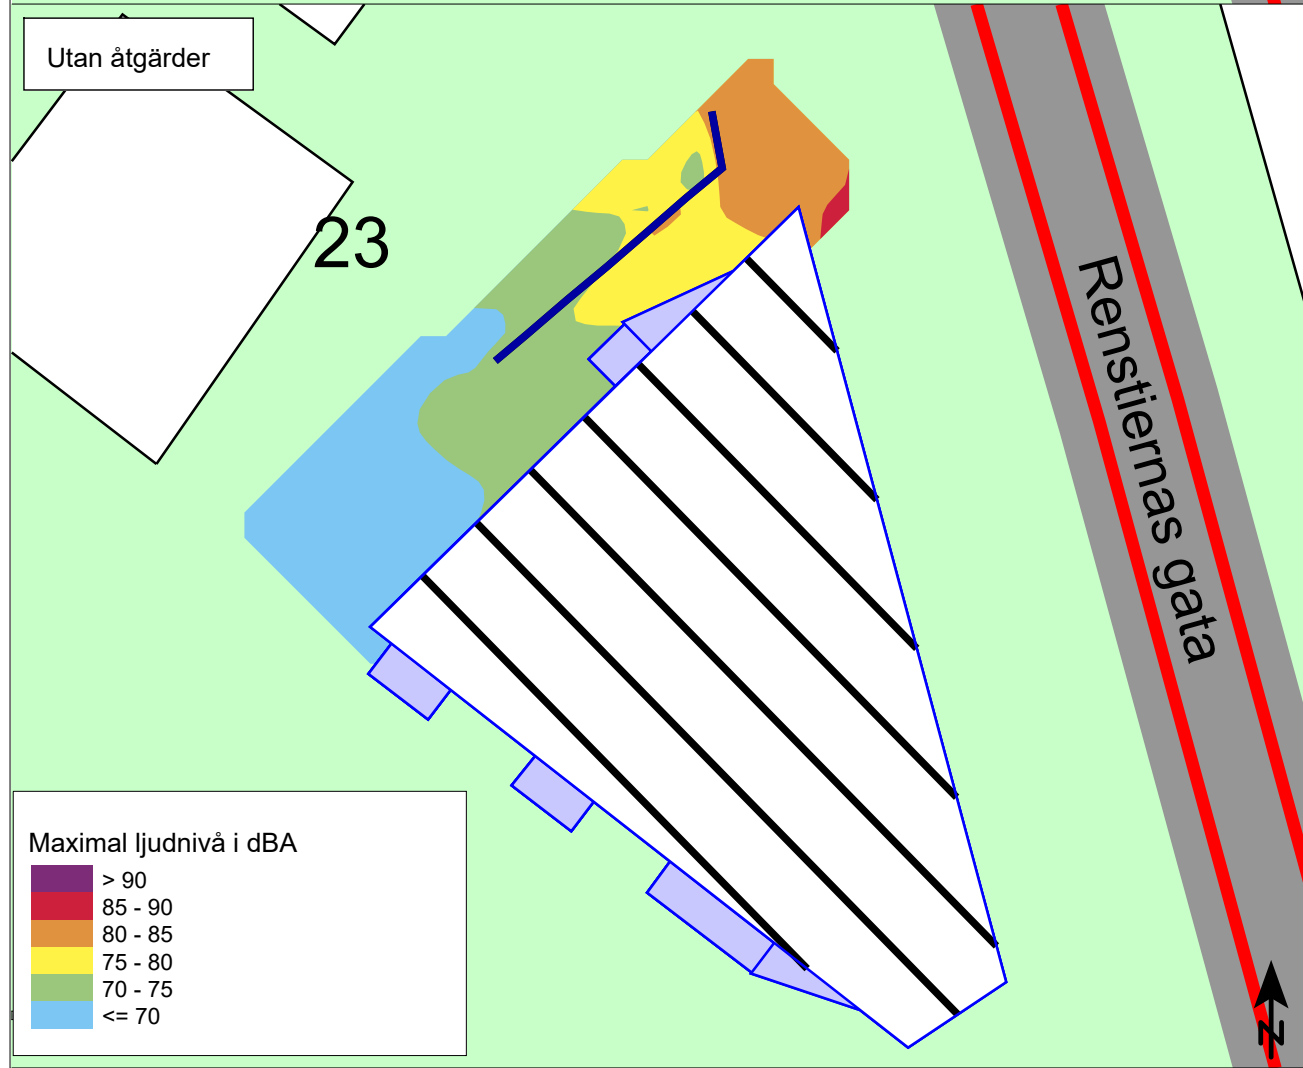 Utan åtgärder
23
Renstiernas gata
Maximal ljudnivå i dBA
> 90
85 - 90
80 - 85
75 - 80
70 - 75
<= 70
N